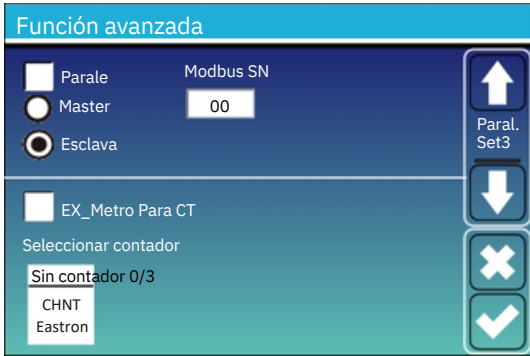 Función avanzada
Parale
Modbus SN
Master
00
Esclava
Paral.
Set3
EX_Metro Para CT
Seleccionar contador
Sin contador 0/3
CHNT
Eastron